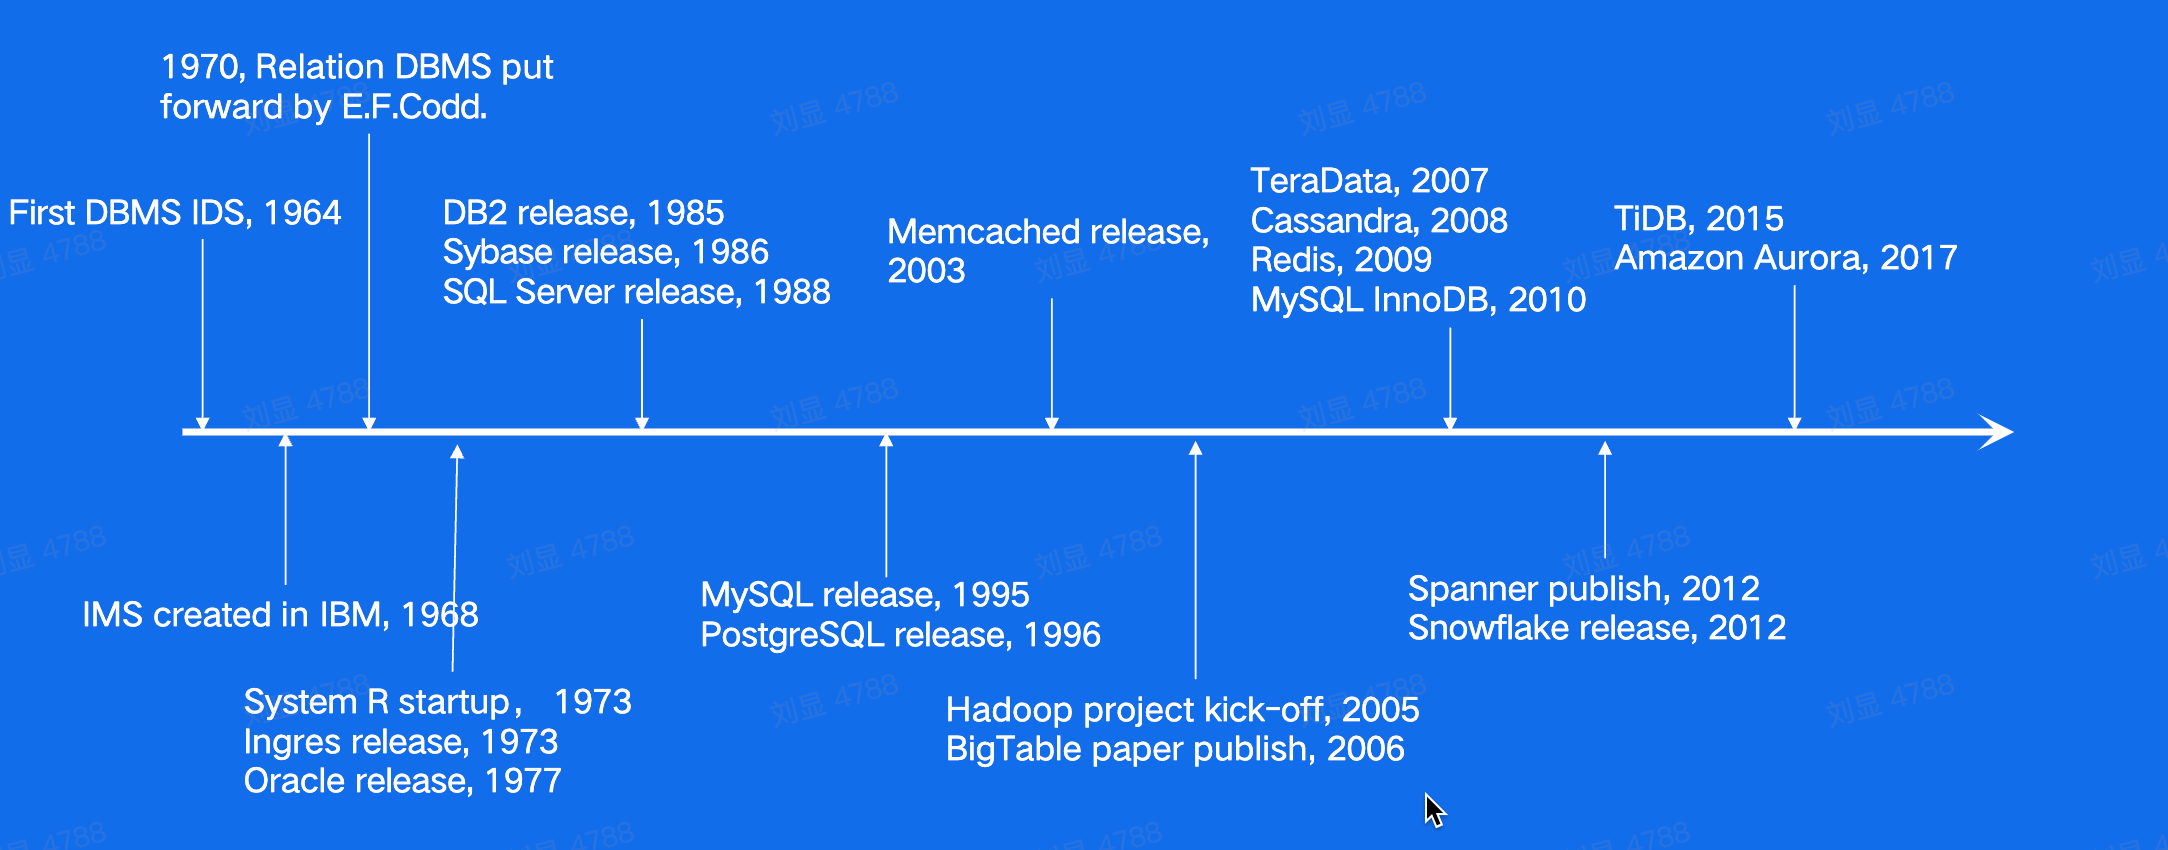 1970, Relation DBMS put
forward by E.F.Codd.
First DBMS IDS, 1964
DB2 release, 1985
Sybase release, 1986
SQL Server release, 1988
Memcached release,
2003
TeraData, 2007
Cassandra, 2008
Redis, 2009
MySQL InnoDB, 2010
TiDB, 2015
Amazon Aurora, 2017
IMS created in IBM, 1968
System R startup， 1973
Ingres release, 1973
Oracle release, 1977
MySQL release, 1995
PostgreSQL release, 1996
Hadoop project kick-off, 2005
BigTable paper publish, 2006
Spanner publish, 2012
Snowflake release, 2012
刘显 4788